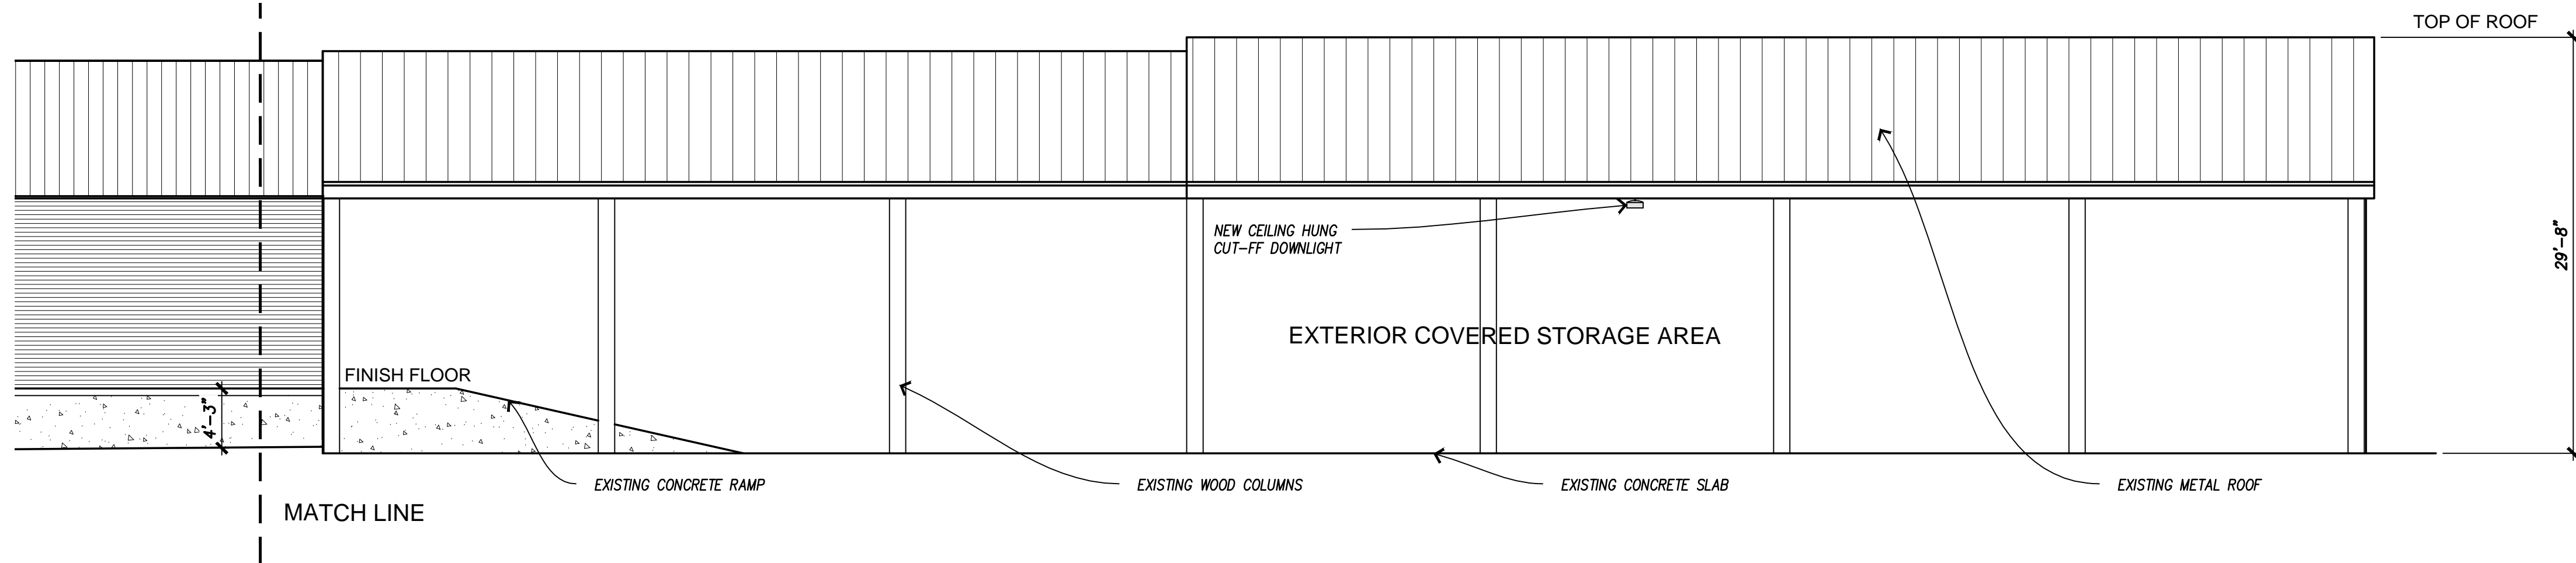 TOP OF ROOF
29'-8"
NEW CEILING HUNG
CUT-FF DOWNLIGHT
EXTERIOR COVERED STORAGE AREA
FINISH FLOOR
4'-3"
EXISTING CONCRETE RAMP
EXISTING WOOD COLUMNS
EXISTING CONCRETE SLAB
EXISTING METAL ROOF
MATCH LINE